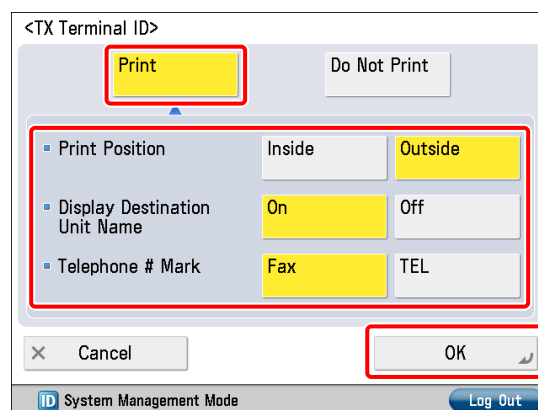 <TX Terminal ID>
Print Do Not Print
Print Position Inside Outside
Display Destination On Off
Unit Name
Telephone # Mark Fax TEL
Cancel OK
ID System Management Mode Log Out